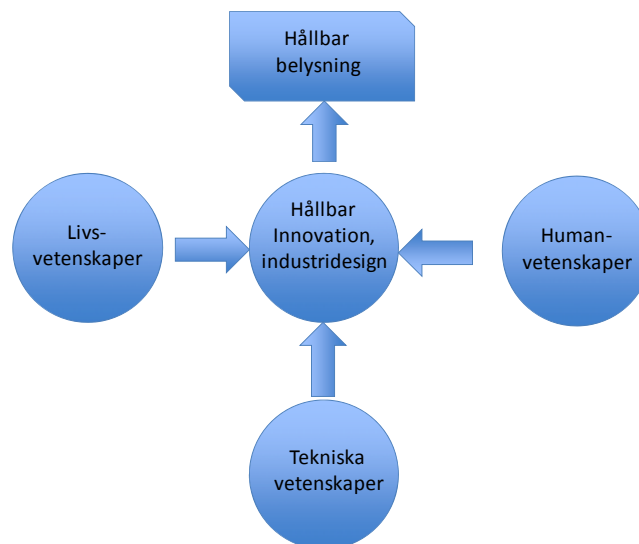 Hållbar
belysning
Livs-
vetenskaper
Hållbar
Innovation,
industridesign
Human-
vetenskaper
Tekniska
vetenskaper